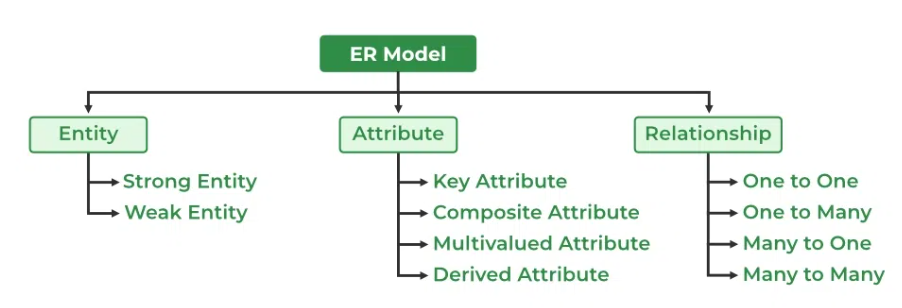 ER Model
Entity
Strong Entity
Weak Entity
Attribute
Key Attribute
Composite Attribute
Multivalued Attribute
Derived Attribute
Relationship
One to One
One to Many
Many to One
Many to Many